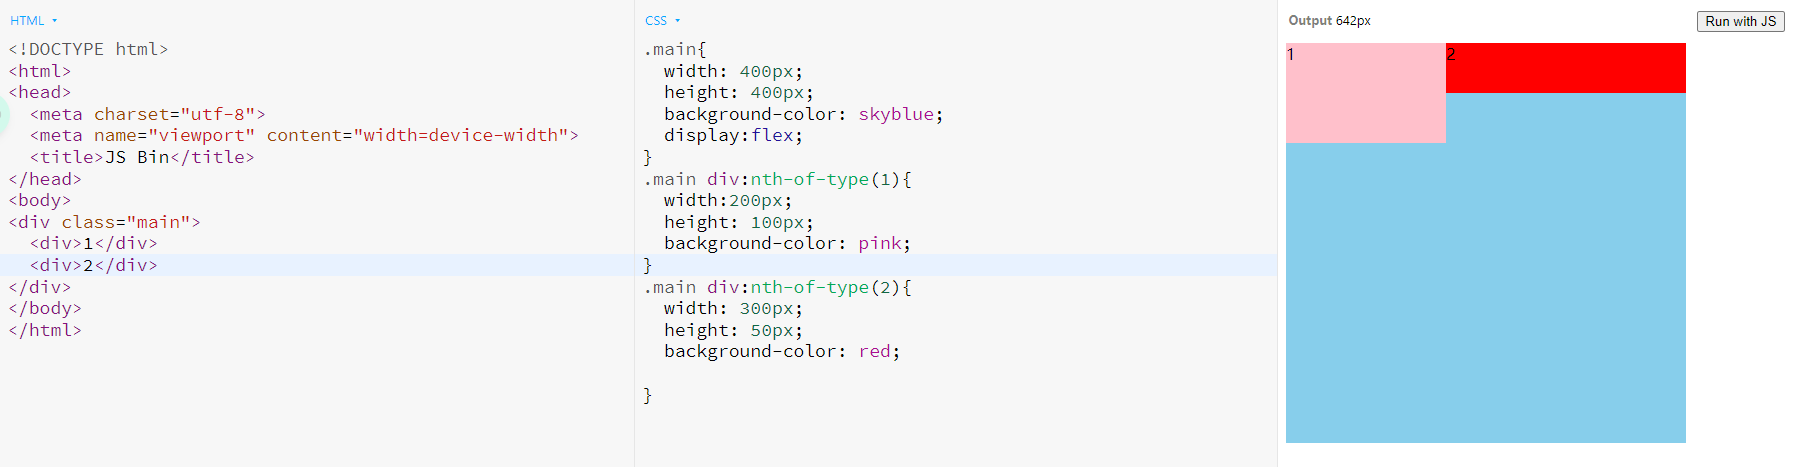 HTML
<!DOCTYPE html>
<html>
<head>
  <meta charset="utf-8">
  <meta name="viewport" content="width=device-width">
  <title>JS Bin</title>
</head>
<body>
<div class="main">
  <div>1</div>
  <div>2</div>
</div>
</body>
</html>
CSS
.main{
  width: 400px;
  height: 400px;
  background-color: skyblue;
  display:flex;
}
.main div:nth-of-type(1){
  width:200px;
  height: 100px;
  background-color: pink;
}
.main div:nth-of-type(2){
  width: 300px;
  height: 50px;
  background-color: red;
}
Output 642px
Run with JS
1
2